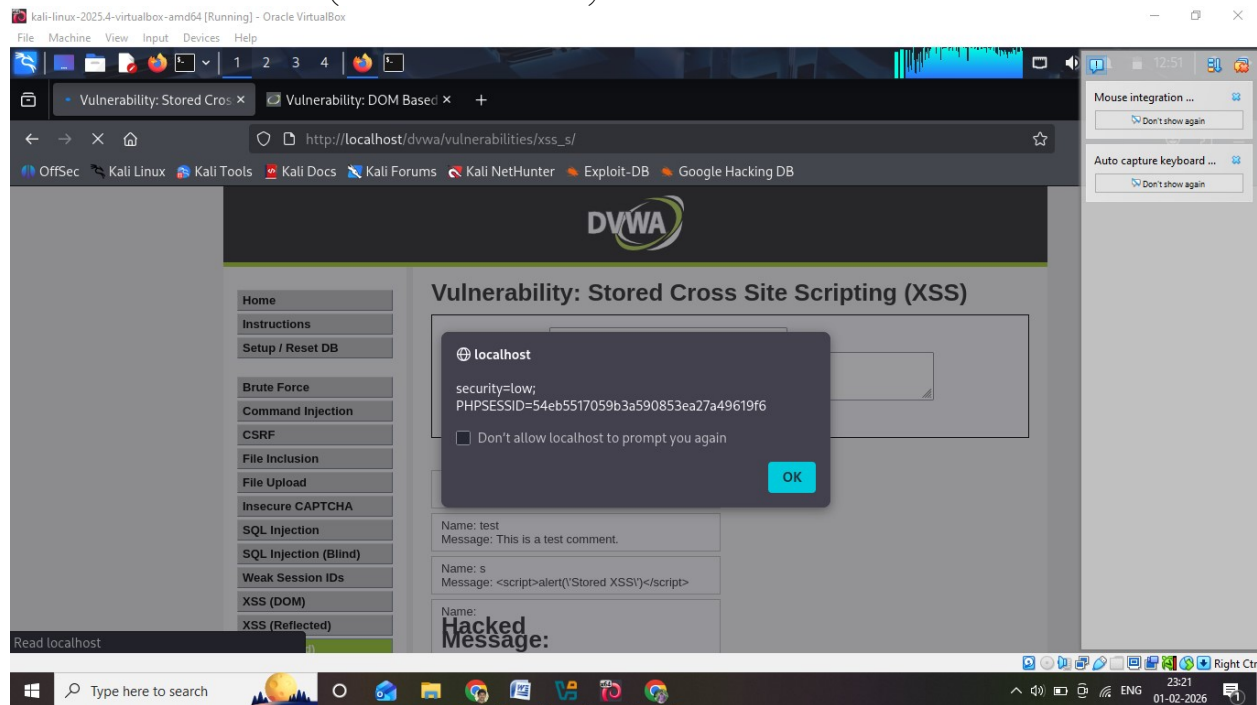 kali-linux-2025.4-virtualbox-amd64 [Running] - Oracle VirtualBox
File Machine View Input Devices Help
1 2 3 4
12:51
Vulnerability: Stored Cros
Vulnerability: DOM Based
http://localhost/dvwa/vulnerabilities/xss_s/
OffSec Kali Linux Kali Tools Kali Docs Kali Forums Kali NetHunter Exploit-DB Google Hacking DB
Mouse integration ...
Don't show again
Auto capture keyboard ...
Don't show again
DVWA
Home
Instructions
Setup / Reset DB
Brute Force
Command Injection
CSRF
File Inclusion
File Upload
Insecure CAPTCHA
SQL Injection
SQL Injection (Blind)
Weak Session IDs
XSS (DOM)
XSS (Reflected)
Vulnerability: Stored Cross Site Scripting (XSS)
localhost
security=low;
PHPSESSID=54eb5517059b3a590853ea27a49619f6
Don't allow localhost to prompt you again
OK
Name: test
Message: This is a test comment.
Name: s
Message: <script>alert(\'Stored XSS\')</script>
Name:
Hacked
Message:
Read localhost
Right Ctr
Type here to search
ENG
23:21
01-02-2026